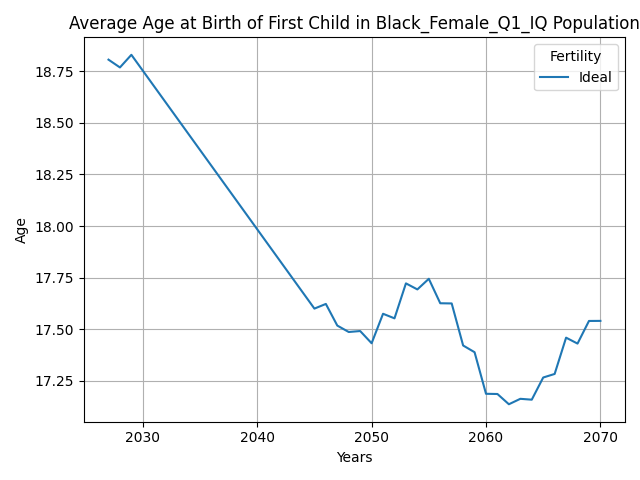 Average Age at Birth of First Child in Black_Female_Q1_IQ Population
Fertility
Ideal
18.75
18.50
18.25
18.00
17.75
17.50
17.25
Age
2030 2040 2050 2060 2070
Years